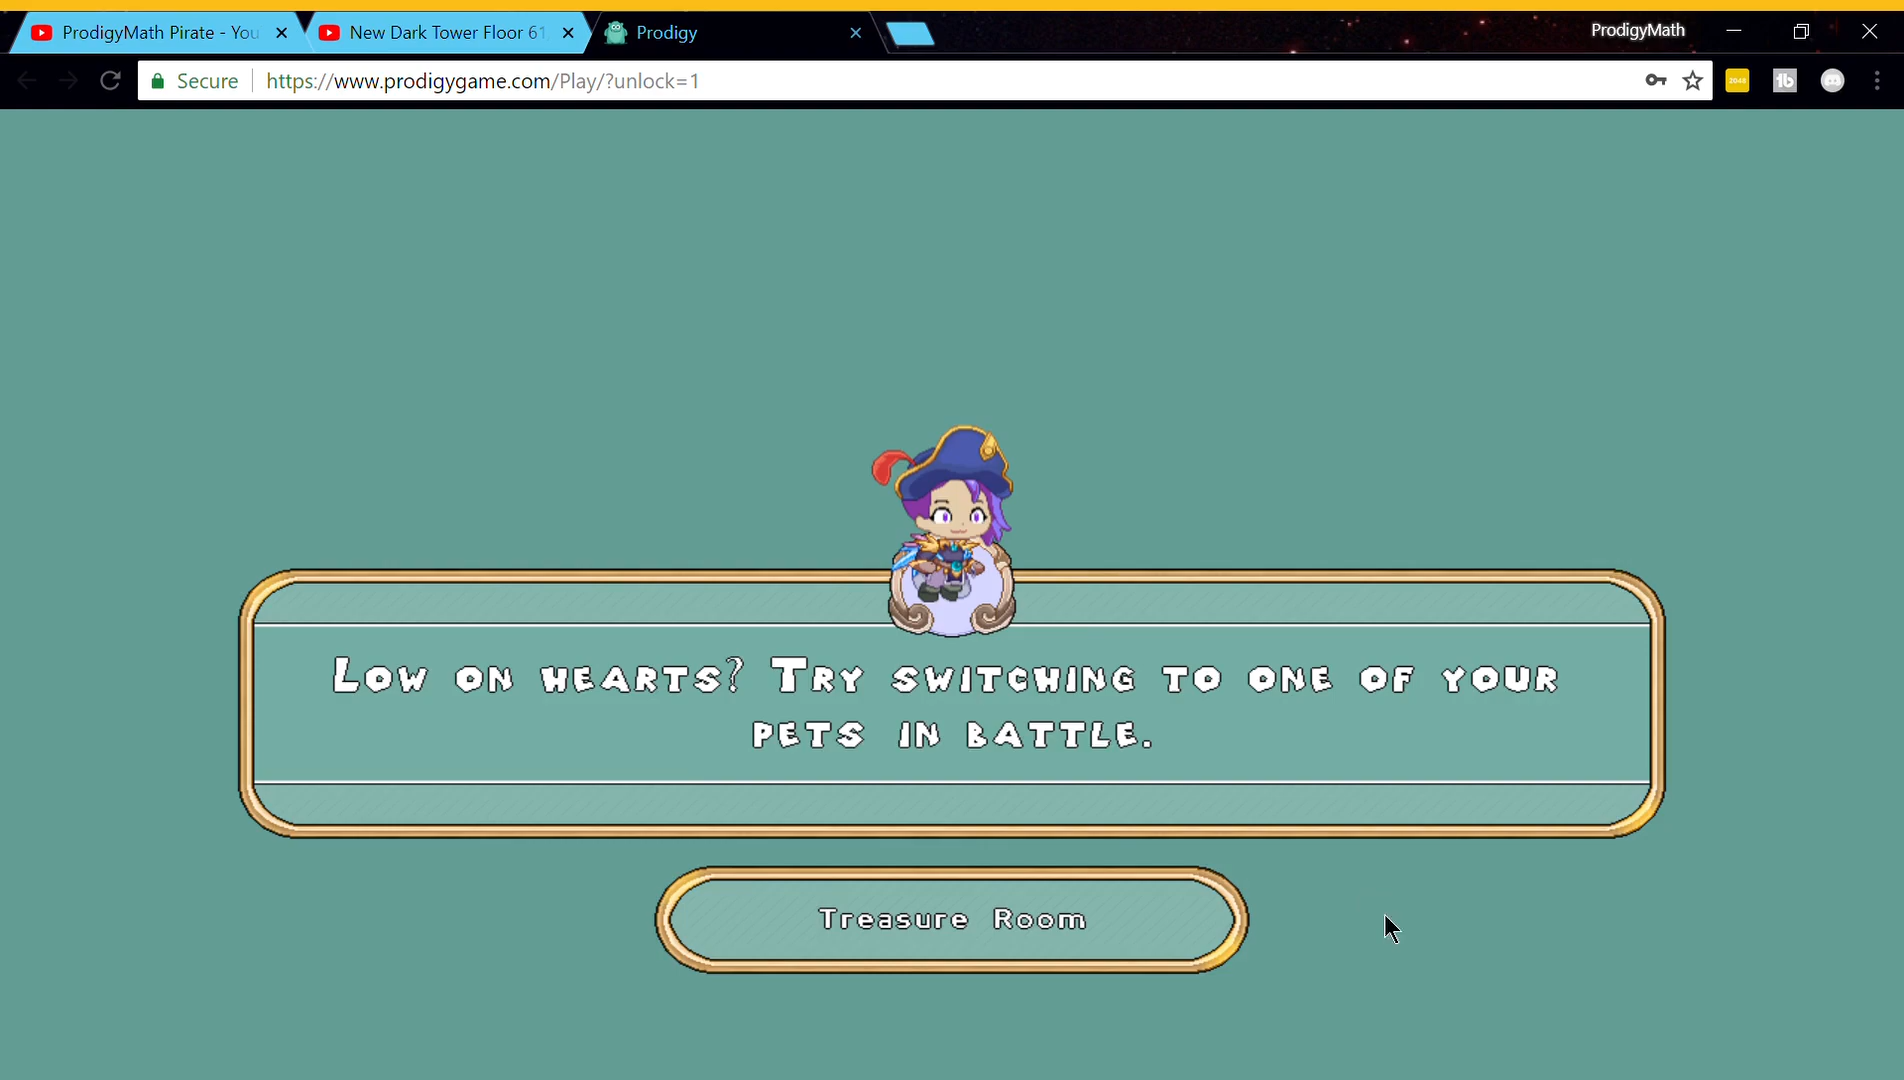 ProdigyMath Pirate - You
New Dark Tower Floor 61
Prodigy
ProdigyMath
Secure
https://www.prodigygame.com/Play/?unlock=1
2048
Low on hearts? Try switching to one of your
pets in battle.
Treasure Room